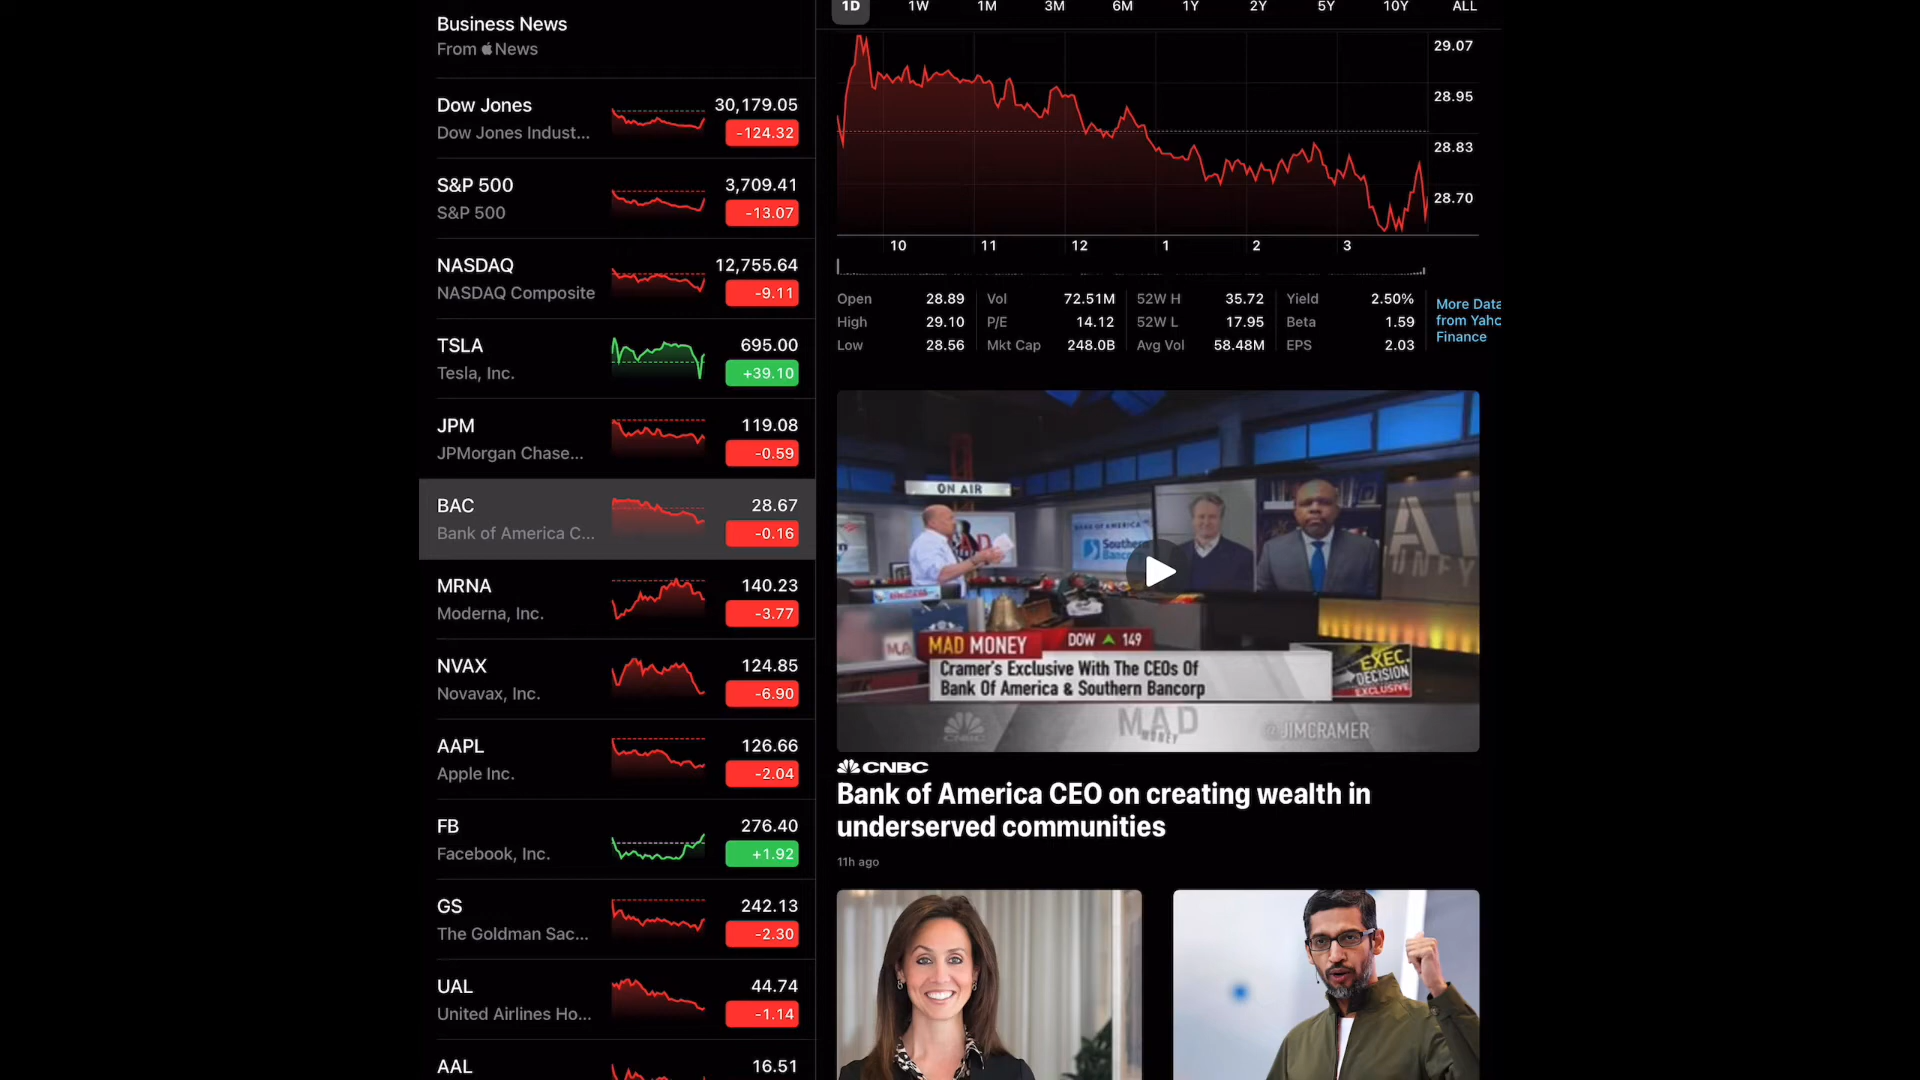 Business News
From News
Dow Jones
30,179.05
Dow Jones Indust...
-124.32
S&P 500
3,709.41
S&P 500
-13.07
NASDAQ
12,755.64
NASDAQ Composite
-9.11
TSLA
695.00
Tesla, Inc.
+39.10
JPM
119.08
JPMorgan Chase...
-0.59
BAC
28.67
Bank of America C...
-0.16
MRNA
140.23
Moderna, Inc.
-3.77
NVAX
124.85
Novavax, Inc.
-6.90
AAPL
126.66
Apple Inc.
-2.04
FB
276.40
Facebook, Inc.
+1.92
GS
242.13
The Goldman Sac...
-2.30
UAL
44.74
United Airlines Ho...
-1.14
AAL
16.51
1D 1W 1M 3M 6M 1Y 2Y 5Y 10Y ALL
29.07
28.95
28.83
28.70
10 11 12 1 2 3
Open 28.89 Vol 72.51M 52W H 35.72 Yield 2.50%
High 29.10 P/E 14.12 52W L 17.95 Beta 1.59
Low 28.56 Mkt Cap 248.0B Avg Vol 58.48M EPS 2.03
More Data
from Yaho
Finance
ON AIR
BANK OF AMERICA
Southern
Bancorp
MAD MONEY
DOW 149
Cramer's Exclusive With The CEOs Of
Bank Of America & Southern Bancorp
EXEC.
DECISION
EXCLUSIVE
MAD
MONEY
@JIMCRAMER
CNBC
Bank of America CEO on creating wealth in
underserved communities
11h ago